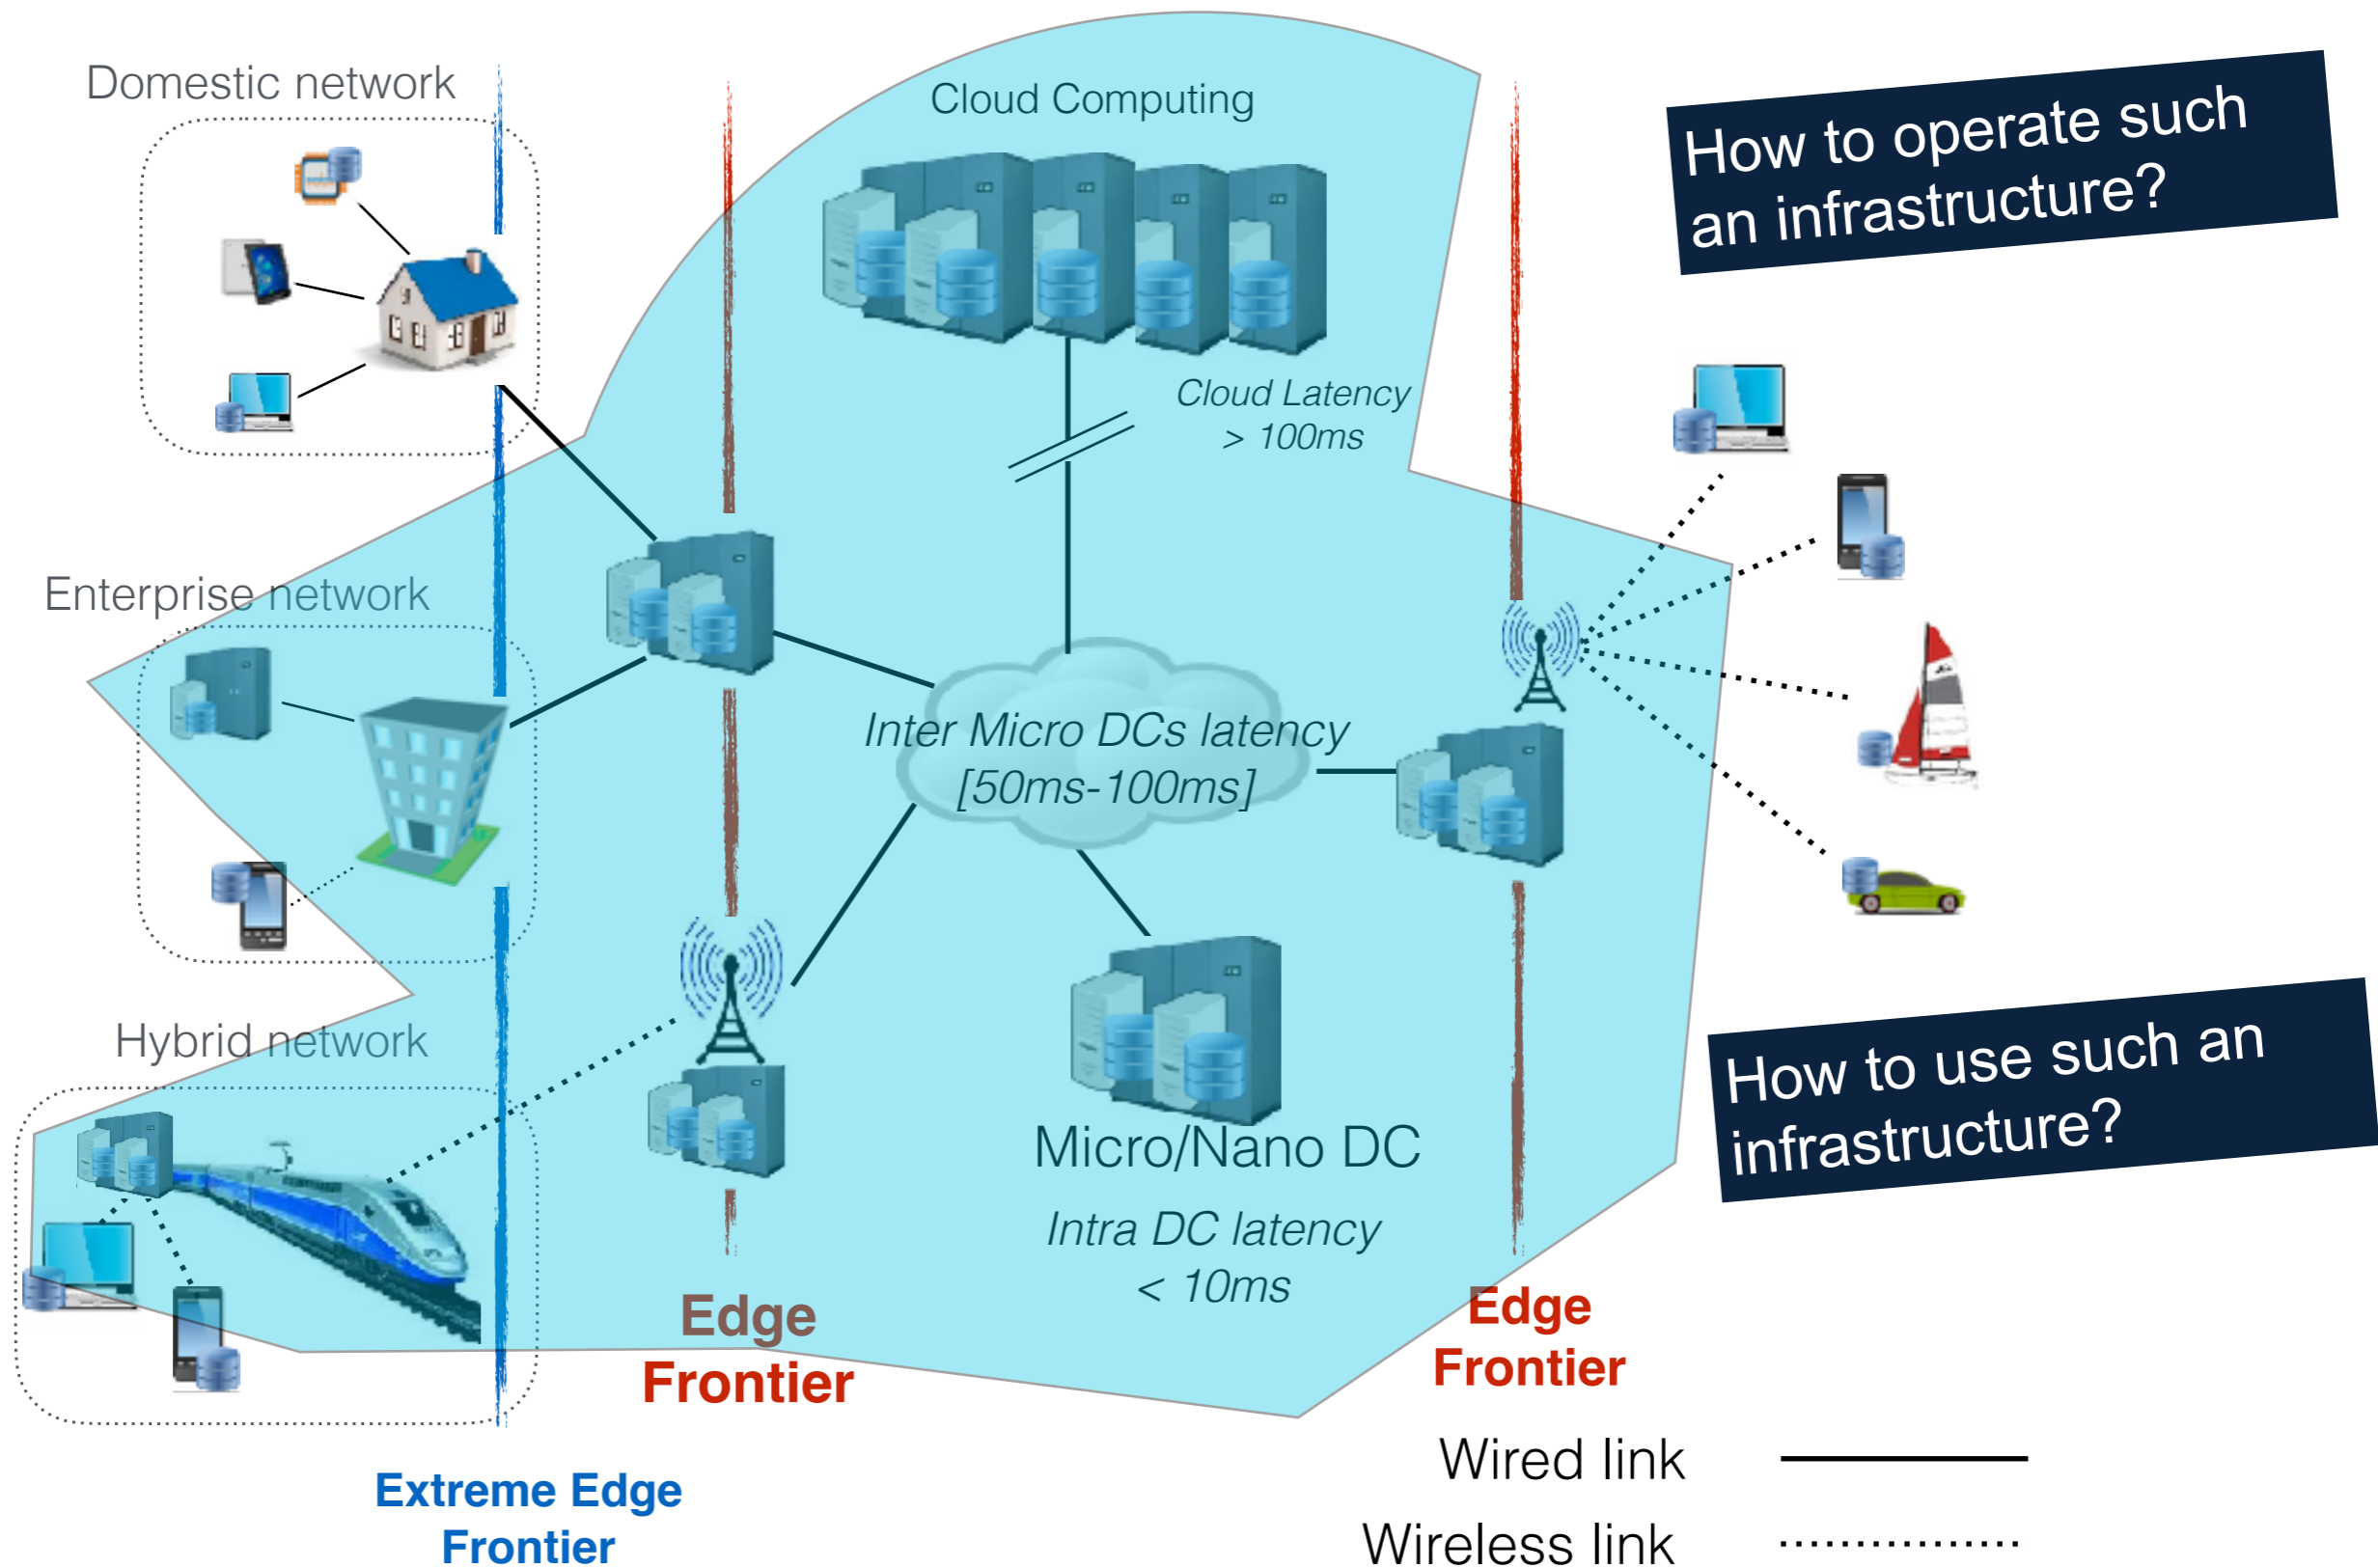 Domestic network
Cloud Computing
How to operate such
an infrastructure?
Cloud Latency
> 100ms
Enterprise network
Inter Micro DCs latency
[50ms-100ms]
Hybrid network
Micro/Nano DC
Intra DC latency
< 10ms
How to use such an
infrastructure?
Edge
Frontier
Edge
Frontier
Extreme Edge
Frontier
Wired link
Wireless link